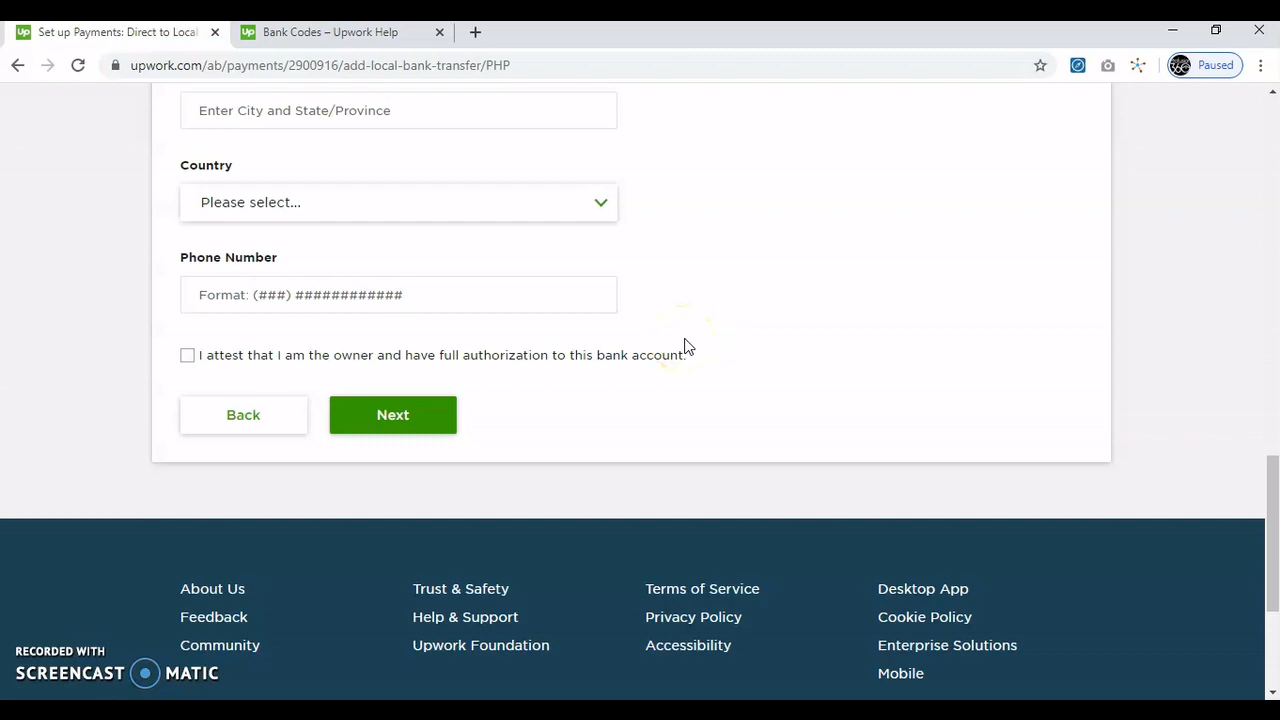 Up Set up Payments: Direct to Local
Up Bank Codes – Upwork Help
upwork.com/ab/payments/2900916/add-local-bank-transfer/PHP
Paused
Enter City and State/Province
Country
Please select...
Phone Number
Format: (###) ############
I attest that I am the owner and have full authorization to this bank account.
Back
Next
About Us
Trust & Safety
Terms of Service
Desktop App
Feedback
Help & Support
Privacy Policy
Cookie Policy
Community
Upwork Foundation
Accessibility
Enterprise Solutions
Mobile
RECORDED WITH
SCREENCAST MATIC